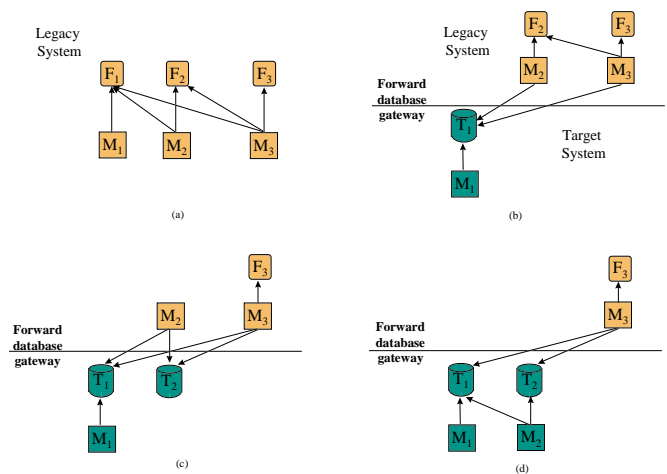 Legacy
System
F1 F2 F3
M1 M2 M3
(a)
Legacy
System
F2 F3
M2 M3
Forward
database
gateway
T1
Target
System
M1
(b)
F3
M2 M3
Forward
database
gateway
T1 T2
M1
(c)
F3
M3
Forward
database
gateway
T1 T2
M1 M2
(d)